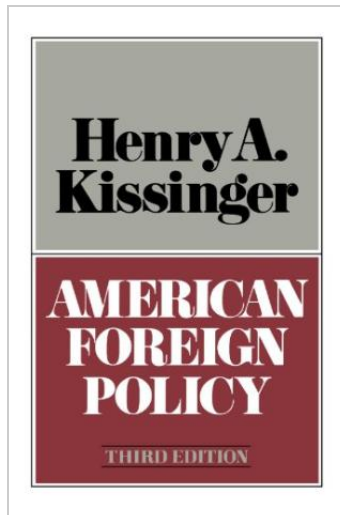 Henry A.
Kissinger
AMERICAN
FOREIGN
POLICY
THIRD EDITION